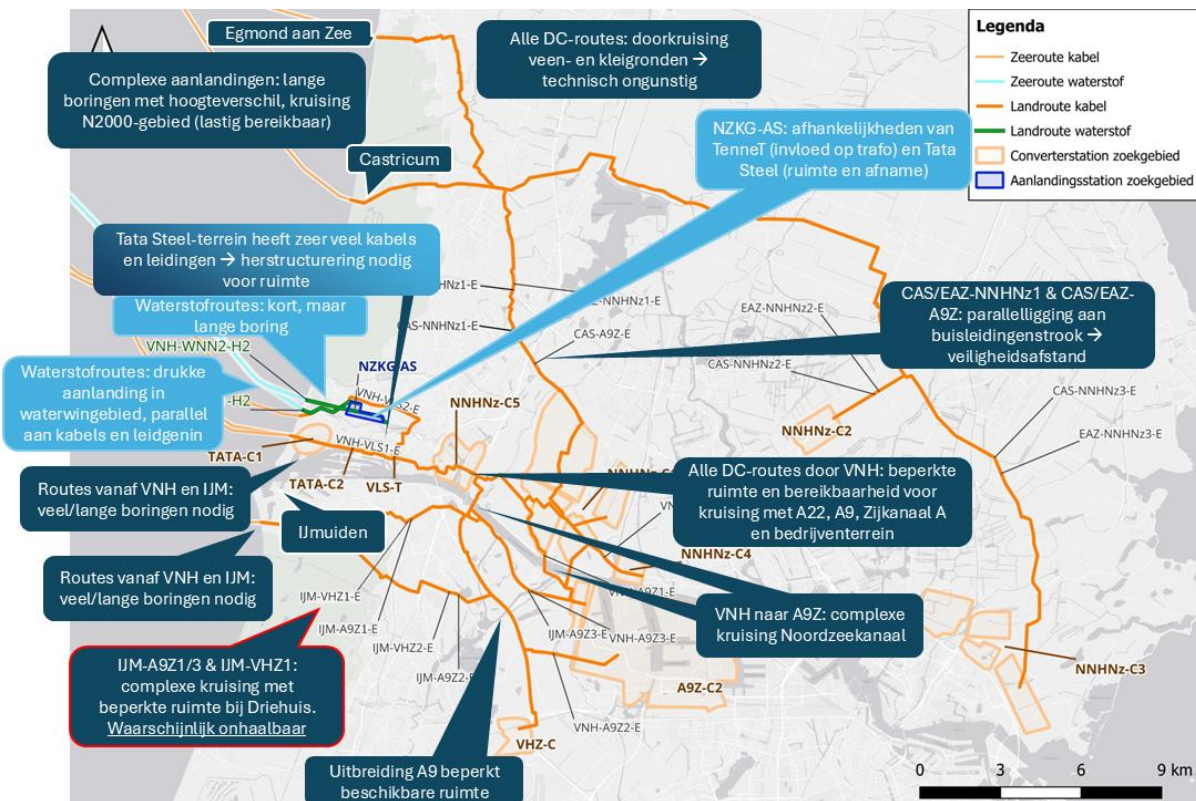 Egmond aan Zee
Complexe aanlandingen: lange
boringen met hoogteverschil, kruising
N2000-gebied (lastig bereikbaar)
Alle DC-routes: doorkruising
veen- en kleigronden →
technisch ongunstig
Legenda
Zeeroute kabel
Zeeroute waterstof
Landroute kabel
Landroute waterstof
Converterstation zoekgebied
Aanlandingsstation zoekgebied
NZKG-AS: afhankelijkheden van
TenneT (invloed op trafo) en Tata
Steel (ruimte en afname)
Castricum
Tata Steel-terrein heeft zeer veel kabels
en leidingen → herstructurering nodig
voor ruimte
Waterstofroutes: kort, maar
lange boring
CAS/EAZ-NNHNz1 & CAS/EAZ-
A9Z: parallelligging aan
buisleidingenstrook →
veiligheidsafstand
EAZ-NNHNz2-E
CAS-NNHNz1-E
CAS-A9Z-E
VNH-WNN2-H2
CAS-NNHNz2-E
NZKG-AS
Waterstofroutes: drukke
aanlanding in
waterwingebied, parallel
aan kabels en leidgenin
-H2
VNH-VLS2-E
CAS-NNHNz3-E
NNHNz-C5
NNHNz-C2
EAZ-NNHNz3-E
VNH-VLS1-E
TATA-C1
TATA-C2
VLS-T
Routes vanaf VNH en IJM:
veel/lange boringen nodig
Alle DC-routes door VNH: beperkte
ruimte en bereikbaarheid voor
kruising met A22, A9, Zijkanaal A
en bedrijventerrein
IJmuiden
NNHNz-C4
Routes vanaf VNH en IJM:
veel/lange boringen nodig
VNH-A9Z1-E
IJM-VHZ1-E
VNH naar A9Z: complexe
kruising Noordzeekanaal
IJM-A9Z1-E
IJM-A9Z3-E
VNH-A9Z3-E
IJM-VHZ2-E
IJM-A9Z1/3 & IJM-VHZ1:
complexe kruising met
beperkte ruimte bij Driehuis.
Waarschijnlijk onhaalbaar
NNHNz-C3
IJM-A9Z2-E
A9Z-C2
VNH-A9Z2-E
VHZ-C
Uitbreiding A9 beperkt
beschikbare ruimte
0 3 6 9 km